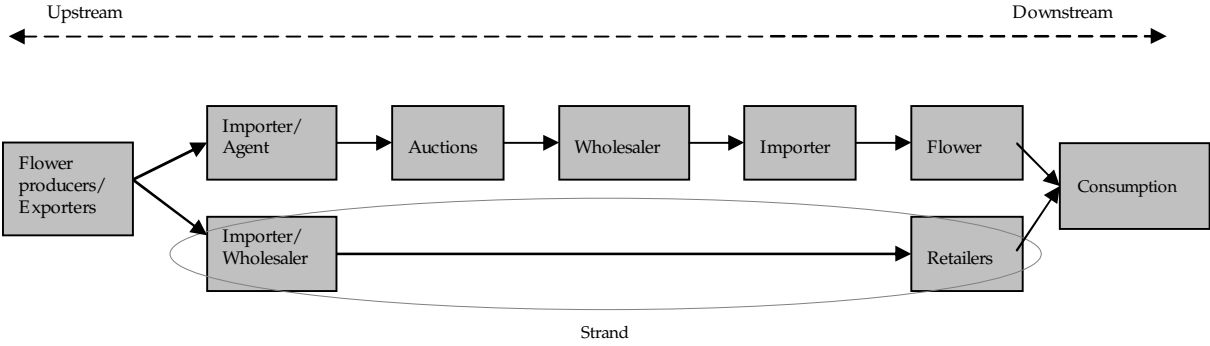 Upstream
Downstream
Flower
producers/
Exporters
Importer/
Agent
Auctions
Wholesaler
Importer
Flower
Consumption
Importer/
Wholesaler
Retailers
Strand